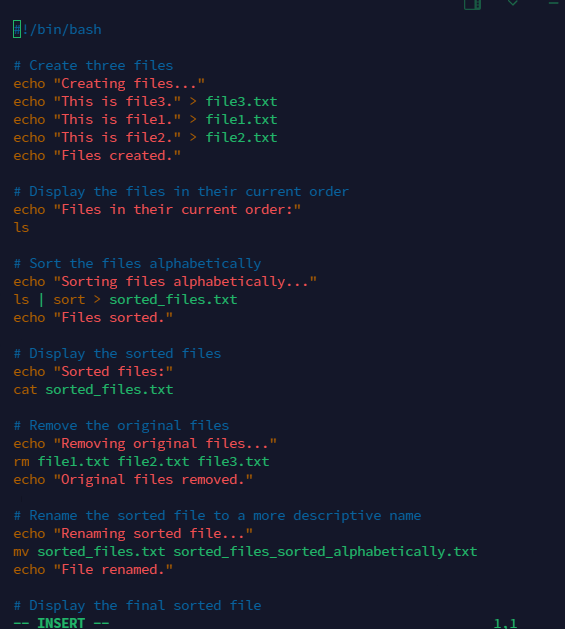 #!/bin/bash
# Create three files
echo "Creating files..."
echo "This is file3." > file3.txt
echo "This is file1." > file1.txt
echo "This is file2." > file2.txt
echo "Files created."
# Display the files in their current order
echo "Files in their current order:"
ls
# Sort the files alphabetically
echo "Sorting files alphabetically..."
ls | sort > sorted_files.txt
echo "Files sorted."
# Display the sorted files
echo "Sorted files:"
cat sorted_files.txt
# Remove the original files
echo "Removing original files..."
rm file1.txt file2.txt file3.txt
echo "Original files removed."
# Rename the sorted file to a more descriptive name
echo "Renaming sorted file..."
mv sorted_files.txt sorted_files_sorted_alphabetically.txt
echo "File renamed."
# Display the final sorted file
-- INSERT -- 1,1